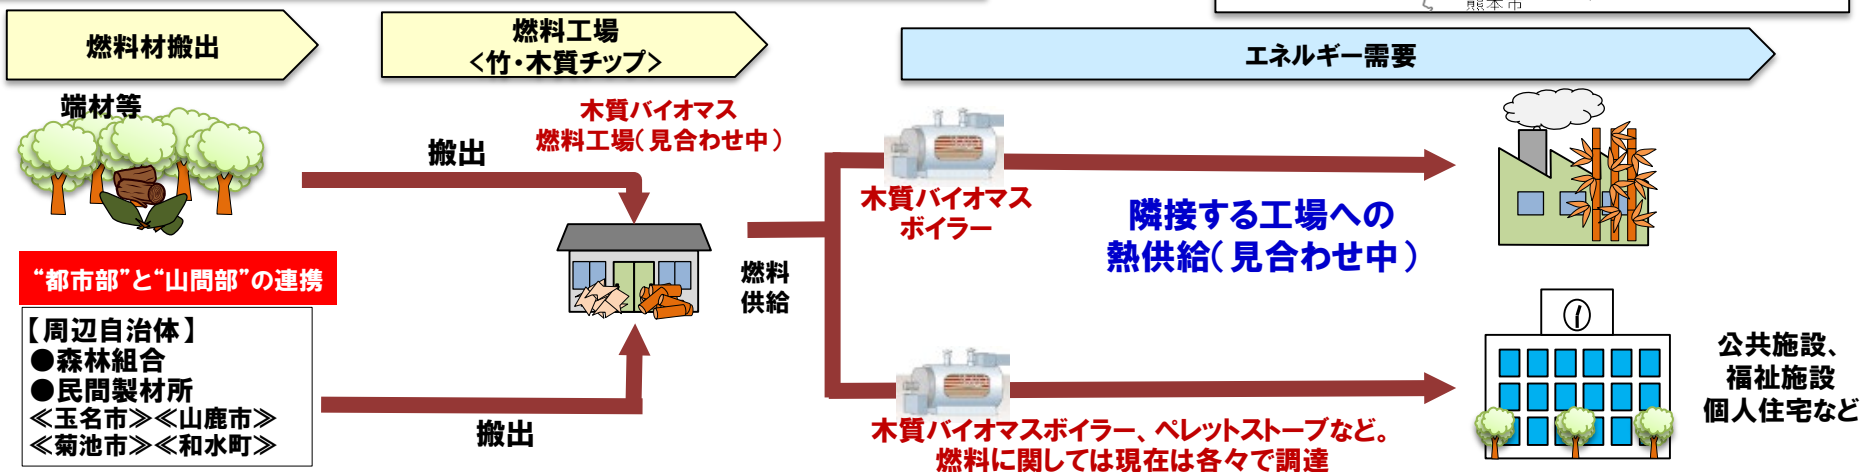 熊本市
燃料材搬出
燃料工場
<竹・木質チップ>
エネルギー需要
端材等
搬出
木質バイオマス
燃料工場(見合わせ中)
木質バイオマス
ボイラー
隣接する工場への
熱供給(見合わせ中)
“都市部”と“山間部”の連携
【周辺自治体】
●森林組合
●民間製材所
≪玉名市≫≪山鹿市≫
≪菊池市≫≪和水町≫
搬出
燃料
供給
木質バイオマスボイラー、ペレットストーブなど。
燃料に関しては現在は各々で調達
公共施設、
福祉施設
個人住宅など